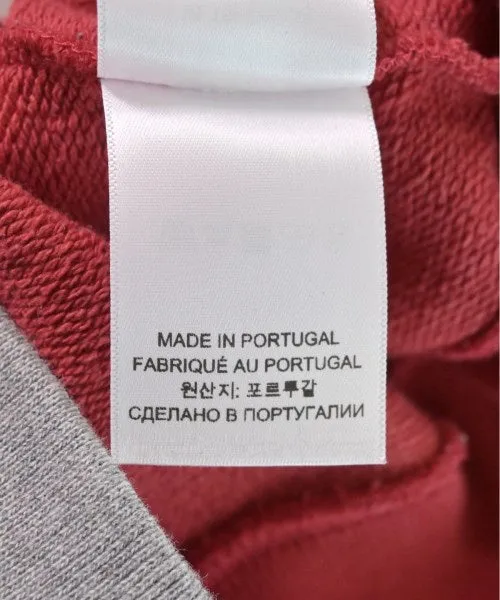 MADE IN PORTUGAL
FABRIQUÉ AU PORTUGAL
원산지: 포르투갈
СДЕЛАНО В ПОРТУГАЛИИ